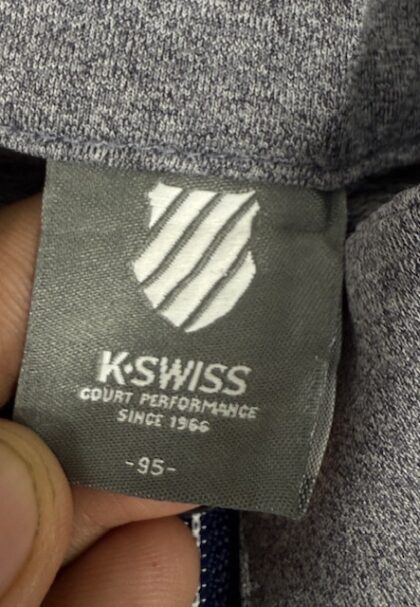 K·SWISS
COURT PERFORMANCE
SINCE 1966
-95-